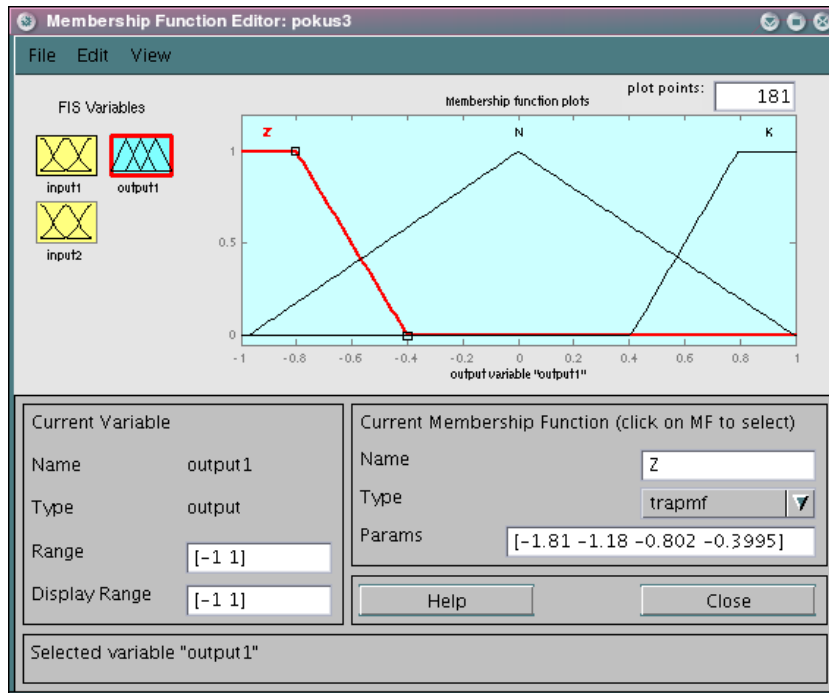 Membership Function Editor: pokus3
File Edit View
FIS Variables
input1 output1
input2
Membership function plots
plot points: 181
Z N K
1
0.5
0
-1 -0.8 -0.6 -0.4 -0.2 0 0.2 0.4 0.6 0.8 1
output variable "output1"
Current Variable
Name output1
Type output
Range [-1 1]
Display Range [-1 1]
Current Membership Function (click on MF to select)
Name Z
Type trapmf
Params [-1.81 -1.18 -0.802 -0.3995]
Help Close
Selected variable "output1"